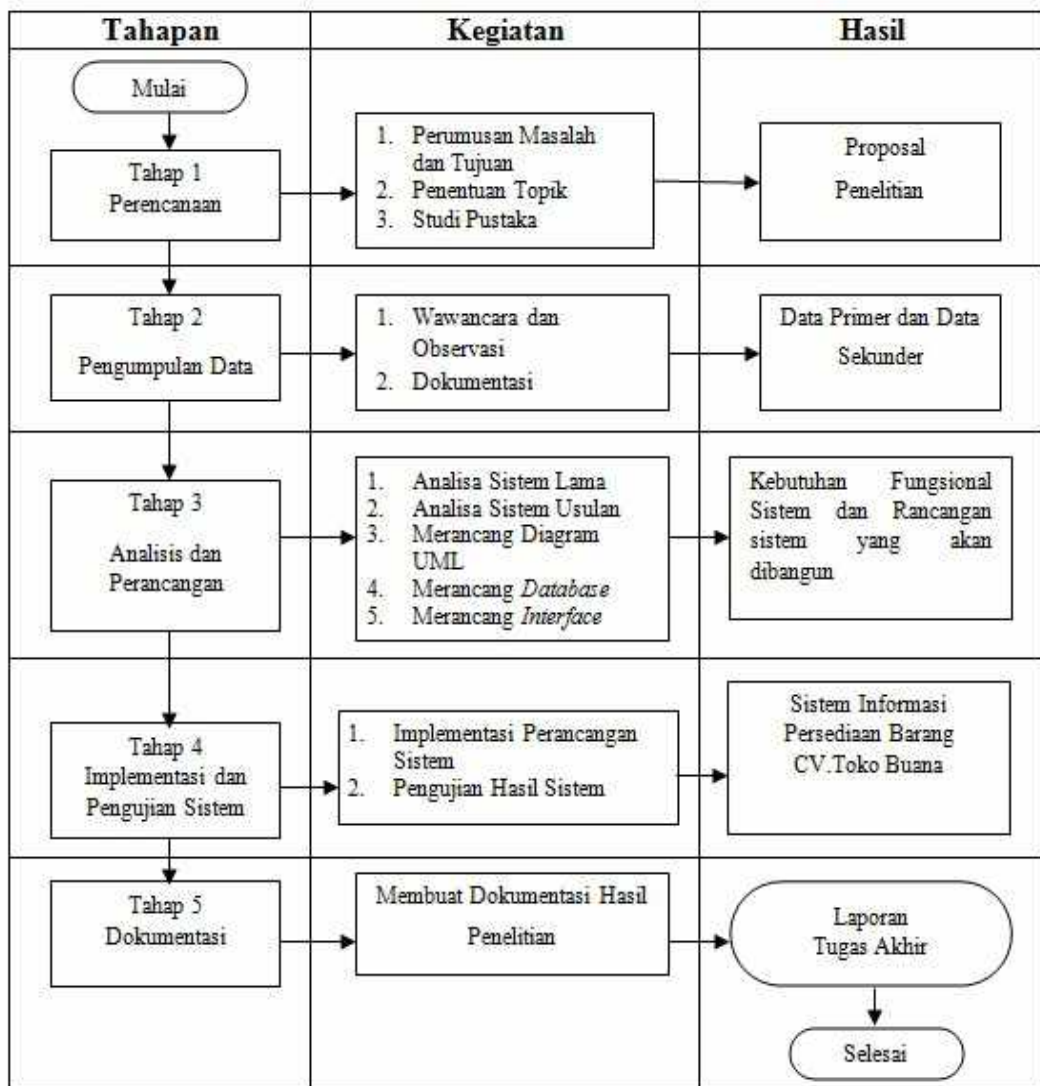 Tahapan
Kegiatan
Hasil
Mulai
Tahap 1
Perencanaan
1. Perumusan Masalah
dan Tujuan
2. Penentuan Topik
3. Studi Pustaka
Proposal
Penelitian
Tahap 2
Pengumpulan Data
1. Wawancara dan
Observasi
2. Dokumentasi
Data Primer dan Data
Sekunder
Tahap 3
Analisis dan
Perancangan
1. Analisa Sistem Lama
2. Analisa Sistem Usulan
3. Merancang Diagram
UML
4. Merancang Database
5. Merancang Interface
Kebutuhan Fungsional
Sistem dan Rancangan
sistem yang akan
dibangun
Tahap 4
Implementasi dan
Pengujian Sistem
1. Implementasi Perancangan
Sistem
2. Pengujian Hasil Sistem
Sistem Informasi
Persediaan Barang
CV.Toko Buana
Tahap 5
Dokumentasi
Membuat Dokumentasi Hasil
Penelitian
Laporan
Tugas Akhir
Selesai